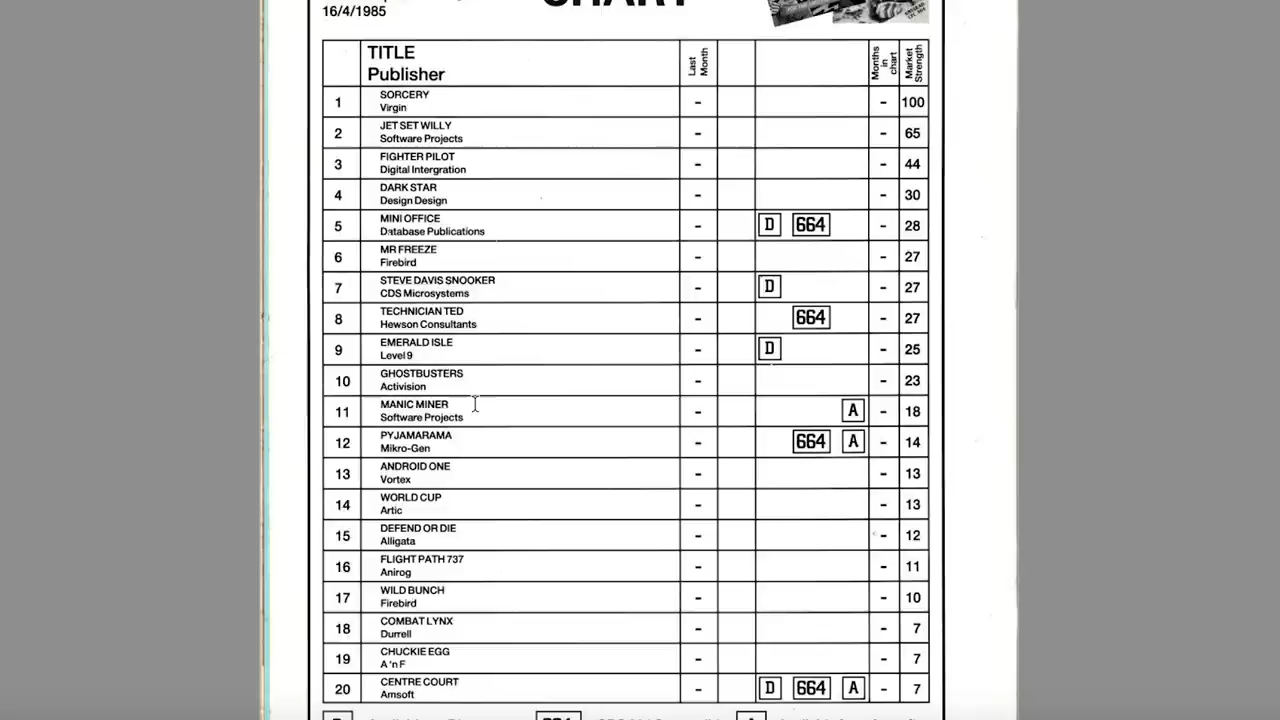 16/4/1985
CHART
TITLE
Publisher
Last Month
Months in chart
Market Strength
1 SORCERY - - 100
Virgin
2 JET SET WILLY - - 65
Software Projects
3 FIGHTER PILOT - - 44
Digital Intergration
4 DARK STAR - - 30
Design Design
5 MINI OFFICE - D 664 - 28
Database Publications
6 MR FREEZE - - 27
Firebird
7 STEVE DAVIS SNOOKER - D - 27
CDS Microsystems
8 TECHNICIAN TED - 664 - 27
Hewson Consultants
9 EMERALD ISLE - D - 25
Level 9
10 GHOSTBUSTERS - - 23
Activision
11 MANIC MINER - A - 18
Software Projects
12 PYJAMARAMA - 664 A - 14
Mikro-Gen
13 ANDROID ONE - - 13
Vortex
14 WORLD CUP - - 13
Artic
15 DEFEND OR DIE - - 12
Alligata
16 FLIGHT PATH 737 - - 11
Anirog
17 WILD BUNCH - - 10
Firebird
18 COMBAT LYNX - - 7
Durrell
19 CHUCKIE EGG - - 7
A 'n F
20 CENTRE COURT - D 664 A - 7
Amsoft